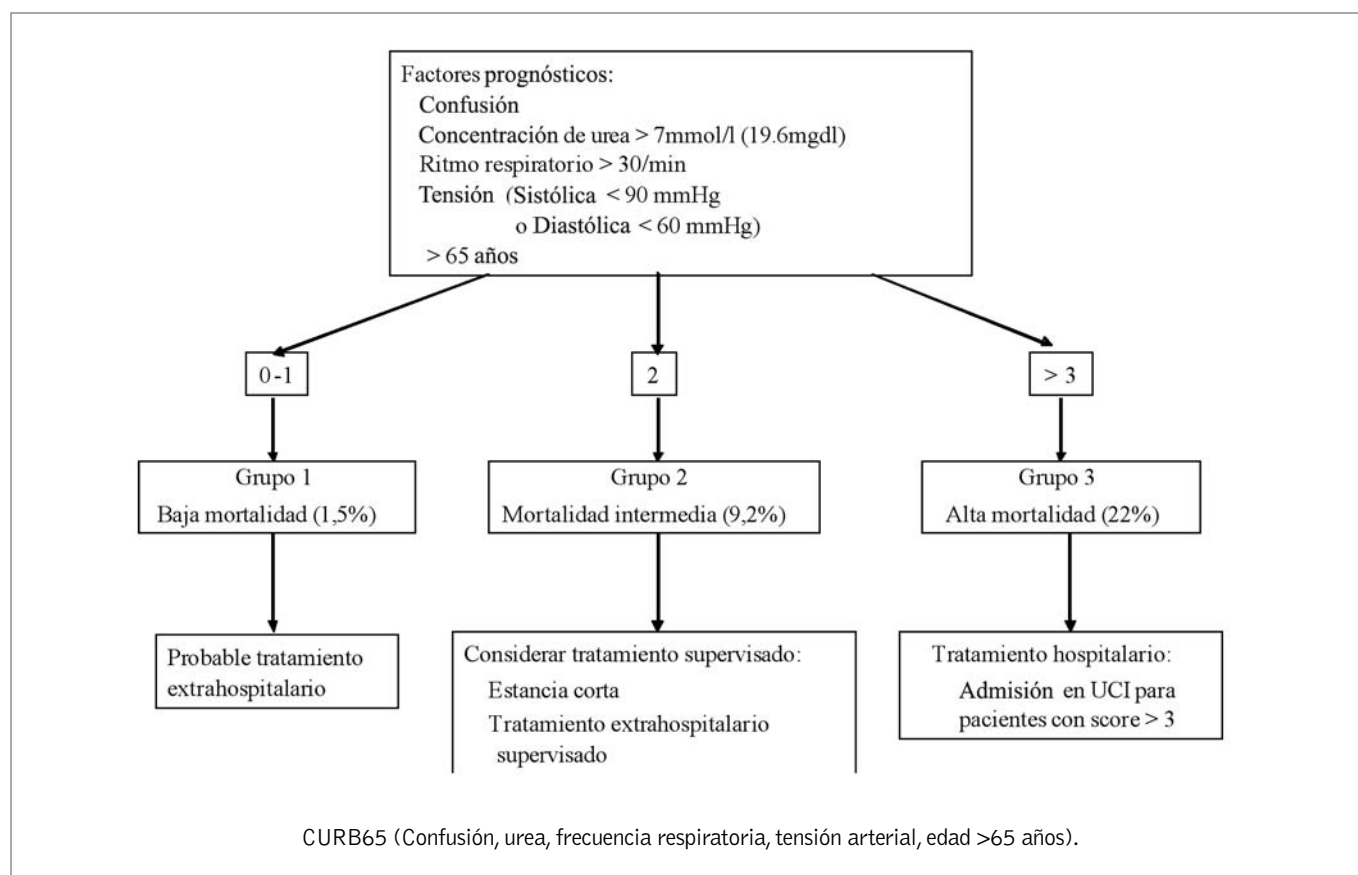 Factores prognósticos:
Confusión
Concentración de urea > 7mmol/l (19.6mgdl)
Ritmo respiratorio > 30/min
Tensión (Sistólica < 90 mmHg
o Diastólica < 60 mmHg)
> 65 años
0-1
2
> 3
Grupo 1
Baja mortalidad (1,5%)
Grupo 2
Mortalidad intermedia (9,2%)
Grupo 3
Alta mortalidad (22%)
Probable tratamiento
extrahospitalario
Considerar tratamiento supervisado:
Estancia corta
Tratamiento extrahospitalario
supervisado
Tratamiento hospitalario:
Admisión en UCI para
pacientes con score > 3
CURB65 (Confusión, urea, frecuencia respiratoria, tensión arterial, edad >65 años).